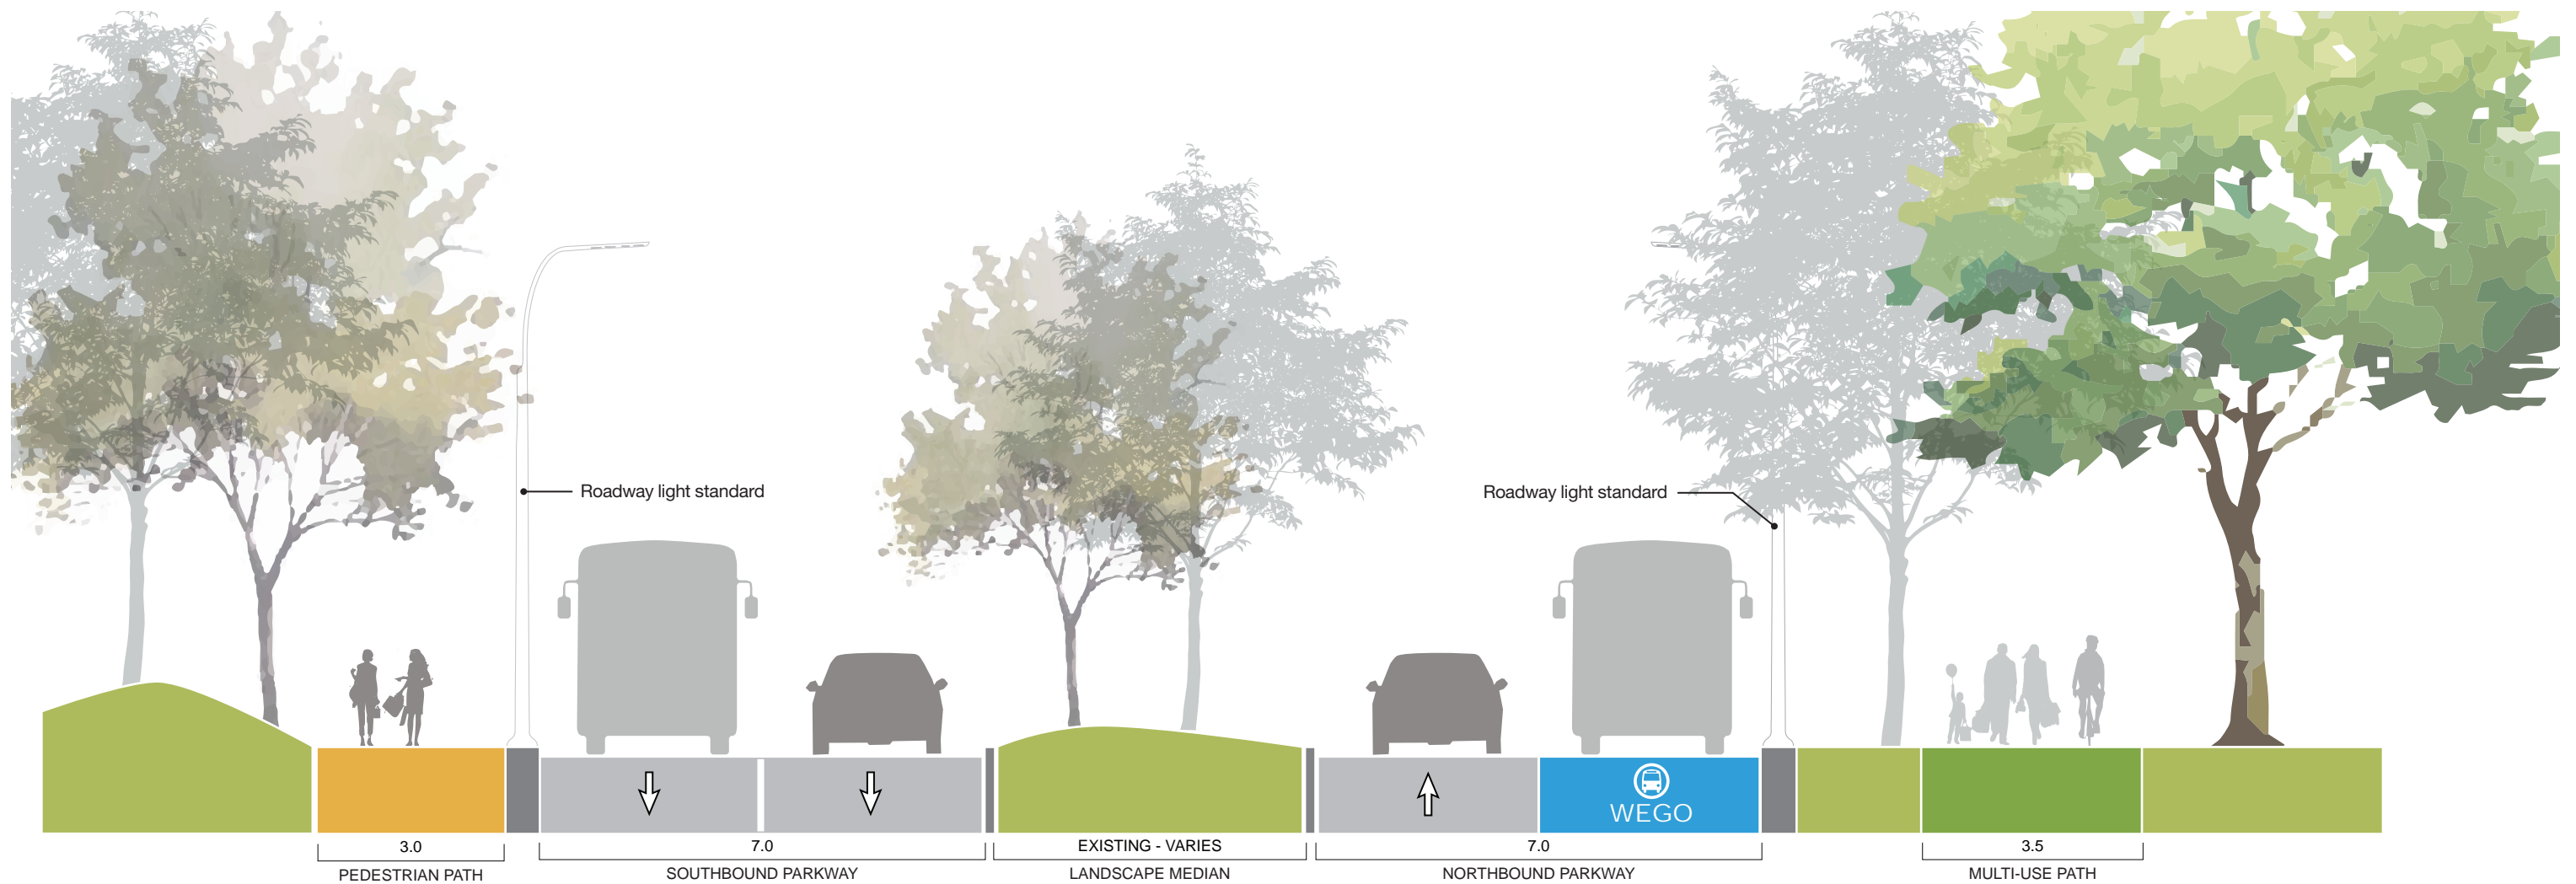 Roadway light standard
Roadway light standard
WEGO
3.0
7.0
EXISTING - VARIES
7.0
3.5
PEDESTRIAN PATH
SOUTHBOUND PARKWAY
LANDSCAPE MEDIAN
NORTHBOUND PARKWAY
MULTI-USE PATH